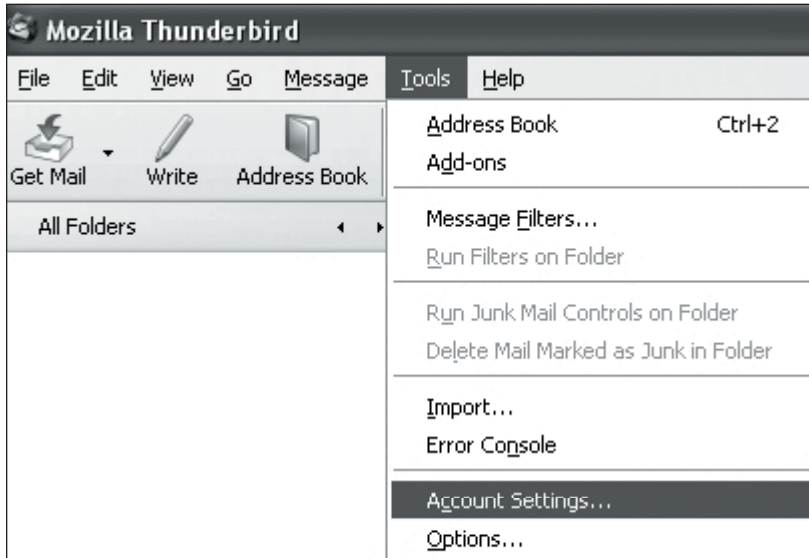 Mozilla Thunderbird
File Edit View Go Message Tools Help
Get Mail Write Address Book
All Folders
Address Book Ctrl+2
Add-ons
Message Filters...
Run Filters on Folder
Run Junk Mail Controls on Folder
Delete Mail Marked as Junk in Folder
Import...
Error Console
Account Settings...
Options...